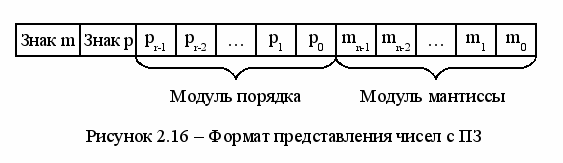 Знак m Знак p p_{r-1} p_{r-2} … p_1 p_0 m_{n-1} m_{n-2} … m_1 m_0
Модуль порядка Модуль мантиссы
Рисунок 2.16 – Формат представления чисел с ПЗ